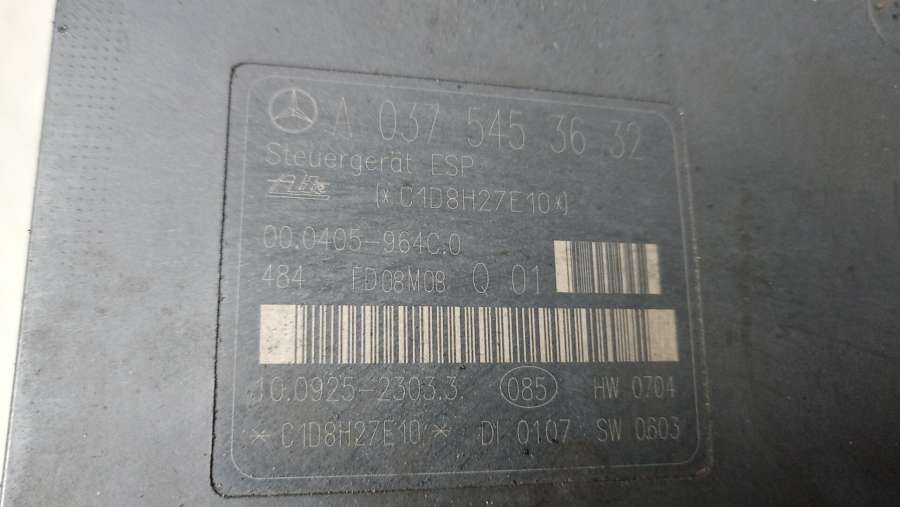 A 037 545 36 32
Steuergerät ESP
(*C1D8H27E10*)
00.0405-964C.0
484 FD08M08 Q 01
10.0925-2303.3 085 HW 0704
*C1D8H27E10* DI 0107 SW 0603